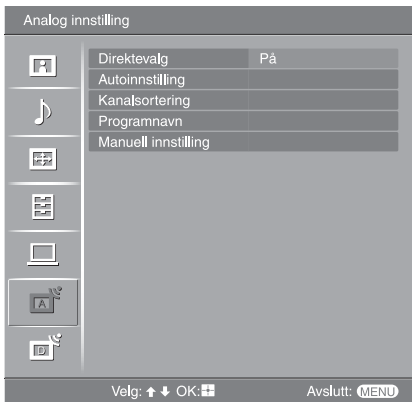 Analog innstilling
Direktevalg På
Autoinnstilling
Kanalsortering
Programnavn
Manuell innstilling
A
D
Velg: OK: Avslutt: MENU